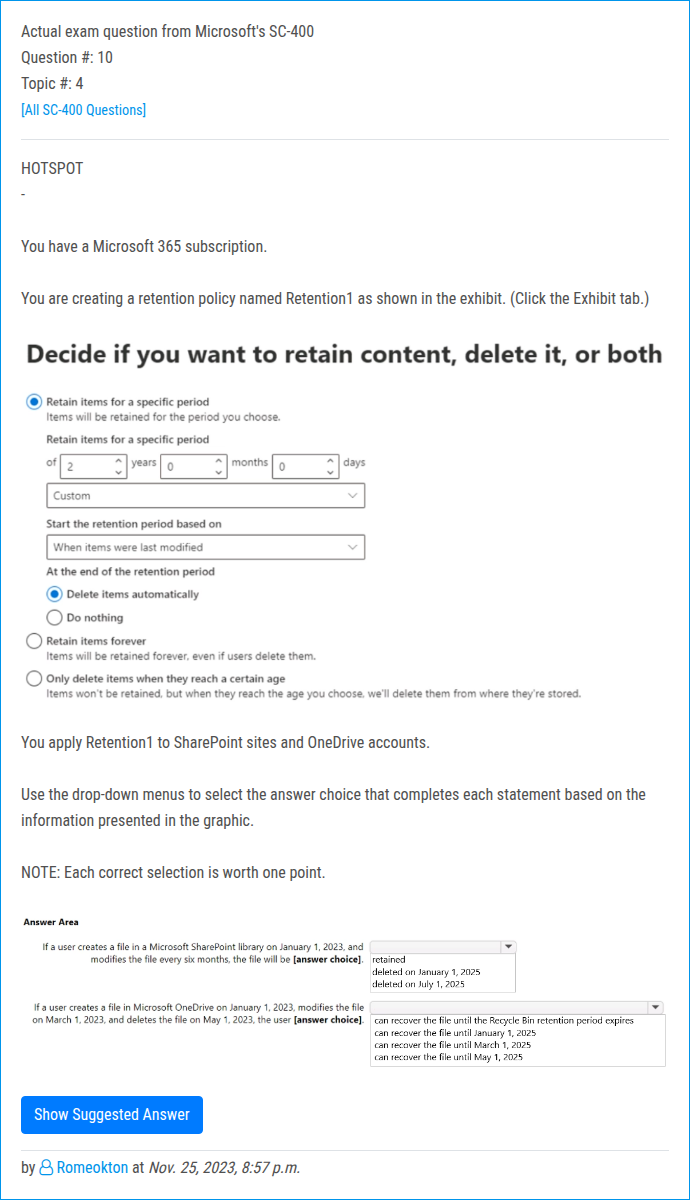 Actual exam question from Microsoft's SC-400
Question #: 10
Topic #: 4
[All SC-400 Questions]
HOTSPOT
-
You have a Microsoft 365 subscription.
You are creating a retention policy named Retention1 as shown in the exhibit. (Click the Exhibit tab.)
Decide if you want to retain content, delete it, or both
Retain items for a specific period
Items will be retained for the period you choose.
Retain items for a specific period
of 2 years 0 months 0 days
Custom
Start the retention period based on
When items were last modified
At the end of the retention period
Delete items automatically
Do nothing
Retain items forever
Items will be retained forever, even if users delete them.
Only delete items when they reach a certain age
Items won't be retained, but when they reach the age you choose, we'll delete them from where they're stored.
You apply Retention1 to SharePoint sites and OneDrive accounts.
Use the drop-down menus to select the answer choice that completes each statement based on the
information presented in the graphic.
NOTE: Each correct selection is worth one point.
Answer Area
If a user creates a file in a Microsoft SharePoint library on January 1, 2023, and
modifies the file every six months, the file will be [answer choice].
retained
deleted on January 1, 2025
deleted on July 1, 2025
If a user creates a file in Microsoft OneDrive on January 1, 2023, modifies the file
on March 1, 2023, and deletes the file on May 1, 2023, the user [answer choice].
can recover the file until the Recycle Bin retention period expires
can recover the file until January 1, 2025
can recover the file until March 1, 2025
can recover the file until May 1, 2025
Show Suggested Answer
by Romeokton at Nov. 25, 2023, 8:57 p.m.